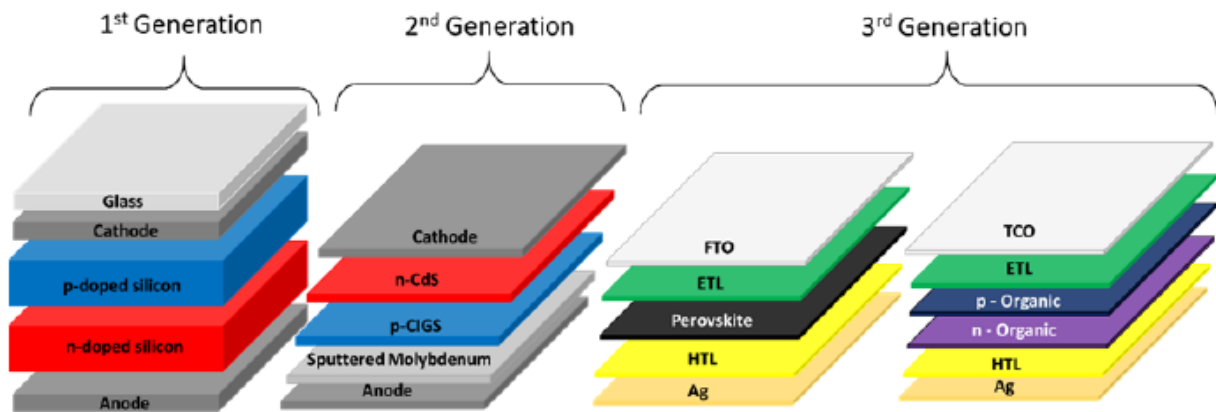 1st Generation
2nd Generation
3rd Generation
Glass
Cathode
p-doped silicon
n-doped silicon
Anode
Cathode
n-CdS
p-CIGS
Sputtered Molybdenum
Anode
FTO
ETL
Perovskite
HTL
Ag
TCO
ETL
p - Organic
n - Organic
HTL
Ag